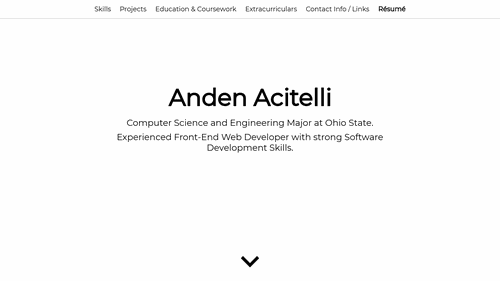 Skills Projects Education & Coursework Extracurriculars Contact Info / Links Résumé
Anden Acitelli
Computer Science and Engineering Major at Ohio State.
Experienced Front-End Web Developer with strong Software
Development Skills.